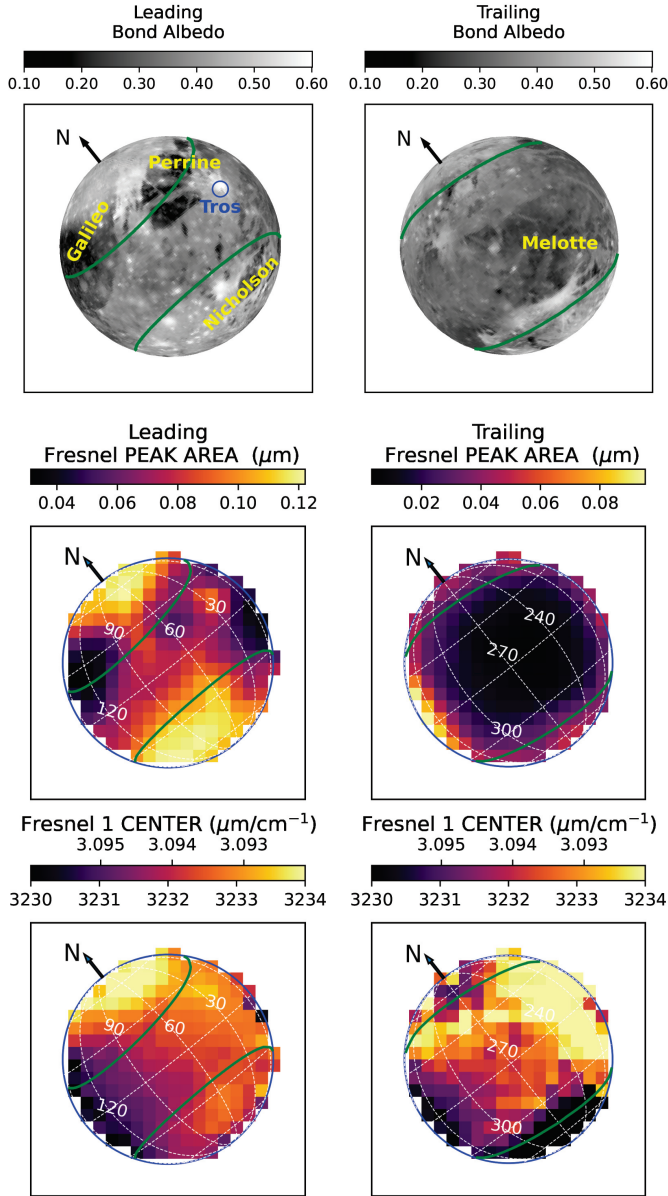 Leading
Bond Albedo
0.10 0.20 0.30 0.40 0.50 0.60
Trailing
Bond Albedo
0.10 0.20 0.30 0.40 0.50 0.60
N
Perrine
Tros
Galileo
Nicholson
N
Melotte
Leading
Fresnel PEAK AREA (μm)
0.04 0.06 0.08 0.10 0.12
Trailing
Fresnel PEAK AREA (μm)
0.02 0.04 0.06 0.08
N
30
60
90
120
N
240
270
300
Fresnel 1 CENTER (μm/cm⁻¹)
3.095 3.094 3.093
3230 3231 3232 3233 3234
Fresnel 1 CENTER (μm/cm⁻¹)
3.095 3.094 3.093
3230 3231 3232 3233 3234
N
30
60
90
120
N
240
270
300